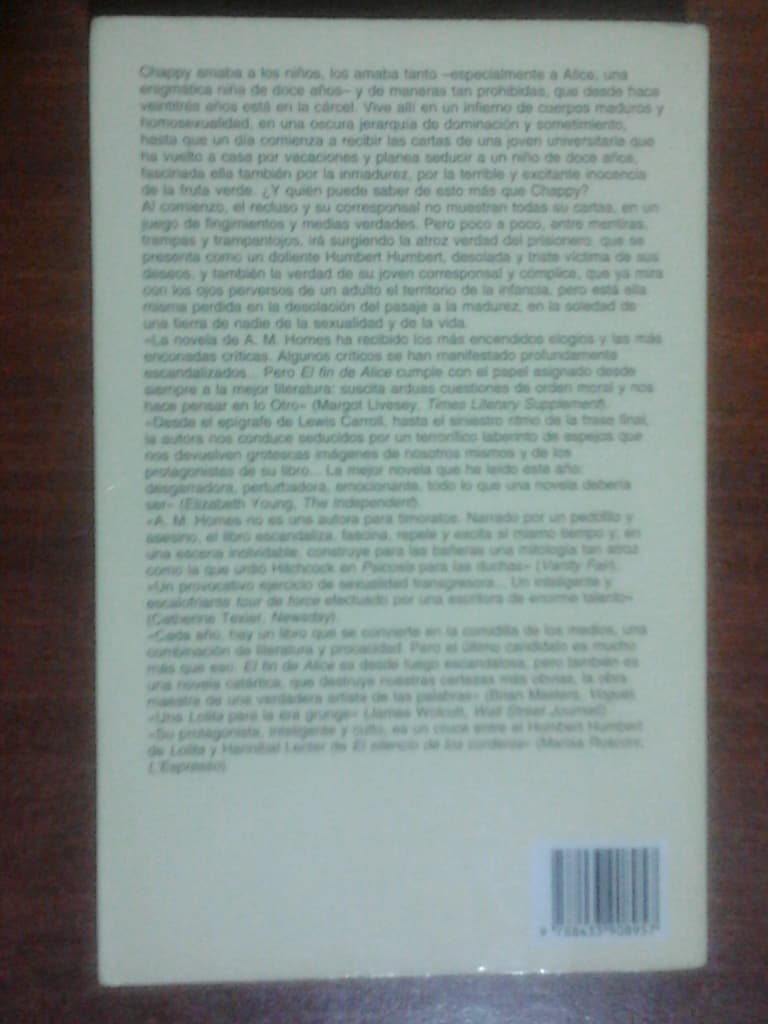 Chappy amaba a los niños, los amaba tanto –especialmente a Alice, una
enigmática niña de doce años– y de maneras tan prohibidas, que desde hace
veintitrés años está en la cárcel. Vive allí en un infierno de cuerpos maduros y
homosexualidad, en una oscura jerarquía de dominación y sometimiento,
hasta que un día comienza a recibir las cartas de una joven universitaria que
ha vuelto a casa por vacaciones y planea seducir a un niño de doce años,
fascinada ella también por la inmadurez, por la terrible y excitante inocencia
de la fruta verde. ¿Y quién puede saber de esto más que Chappy?
Al comienzo, el recluso y su corresponsal no muestran todas su cartas, en un
juego de fingimientos y medias verdades. Pero poco a poco, entre mentiras,
trampas y trampantojos, irá surgiendo la atroz verdad del prisionero, que se
presenta como un doliente Humbert Humbert, desolada y triste víctima de sus
deseos, y también la verdad de su joven corresponsal y cómplice, que ya mira
con los ojos perversos de un adulto el territorio de la infancia, pero está ella
misma perdida en la desolación del pasaje a la madurez, en la soledad de
una tierra de nadie de la sexualidad y de la vida.
«La novela de A. M. Homes ha recibido los más encendidos elogios y las más
enconadas críticas. Algunos críticos se han manifestado profundamente
escandalizados... Pero El fin de Alice cumple con el papel asignado desde
siempre a la mejor literatura: suscita arduas cuestiones de orden moral y nos
hace pensar en lo Otro» (Margot Livesey, Times Literary Supplement).
«Desde el epígrafe de Lewis Carroll, hasta el siniestro ritmo de la frase final,
la autora nos conduce seducidos por un terrorífico laberinto de espejos que
nos devuelven grotescas imágenes de nosotros mismos y de los
protagonistas de su libro... La mejor novela que he leído este año:
desgarradora, perturbadora, emocionante, todo lo que una novela debería
ser» (Elizabeth Young, The Independent).
«A. M. Homes no es una autora para timoratos. Narrado por un pedófilo y
asesino, el libro escandaliza, fascina, repele y excita al mismo tiempo y, en
una escena inolvidable, construye para las bañeras una mitología tan atroz
como la que urdió Hitchcock en Psicosis para las duchas» (Vanity Fair).
«Un provocativo ejercicio de sexualidad transgresora... Un inteligente y
escalofriante tour de force efectuado por una escritora de enorme talento»
(Catherine Texier, Newsday).
«Cada año, hay un libro que se convierte en la comidilla de los medios, una
combinación de literatura y procacidad. Pero el último candidato es mucho
más que eso. El fin de Alice es desde luego escandalosa, pero también es
una novela catártica, que destruye nuestras certezas más obvias, la obra
maestra de una verdadera artista de las palabras» (Brian Masters, Vogue).
«Una Lolita para la era grunge» (James Wolcott, Wall Street Journal).
«Su protagonista, inteligente y culto, es un cruce entre el Humbert Humbert
de Lolita y Hannibal Lecter de El silencio de los corderos» (Marisa Rusconi,
L'Espresso).
9 788433 908957